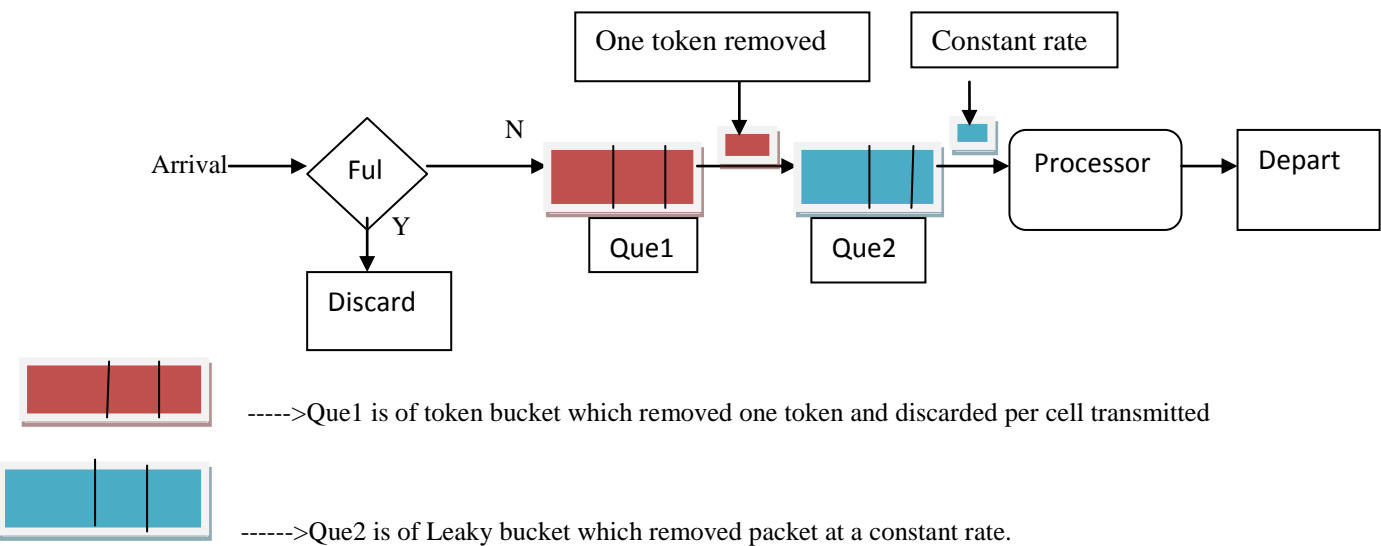 One token removed
Constant rate
N
Arrival
Ful
Processor
Depart
Y
Que1
Que2
Discard
----->Que1 is of token bucket which removed one token and discarded per cell transmitted
------>Que2 is of Leaky bucket which removed packet at a constant rate.